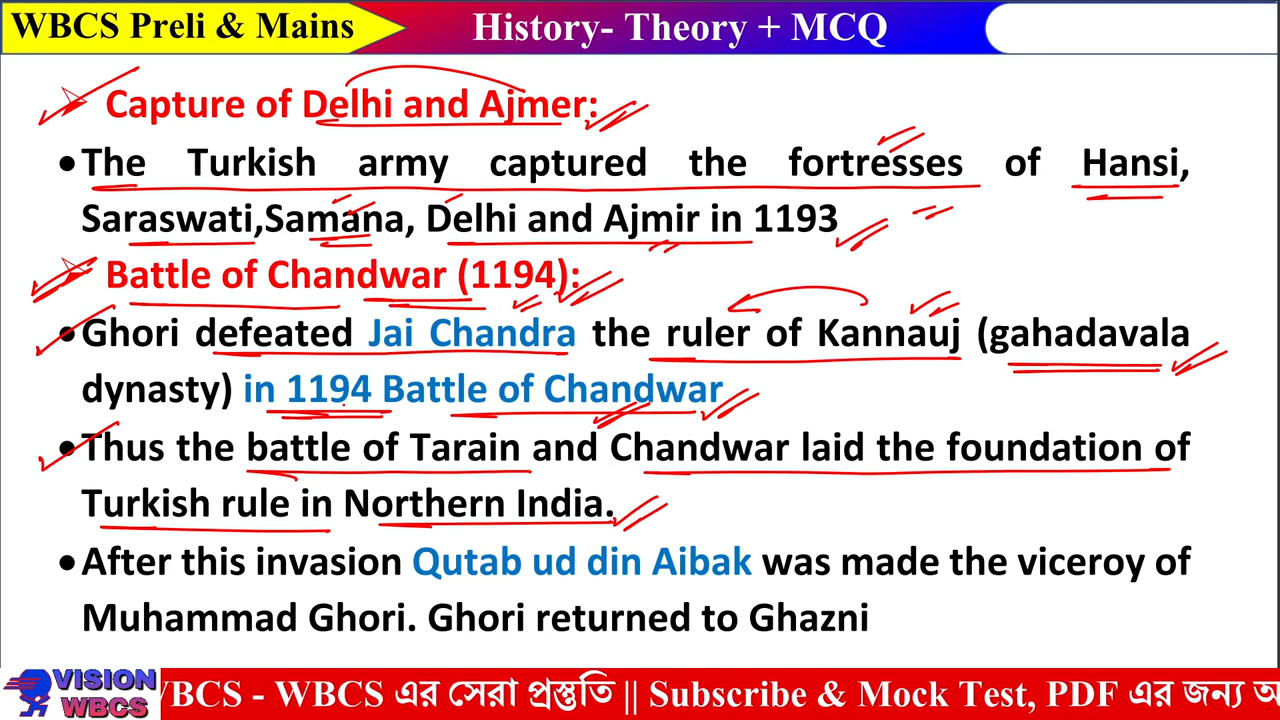 WBCS Preli & Mains
History- Theory + MCQ
Capture of Delhi and Ajmer:
•The Turkish army captured the fortresses of Hansi,
Saraswati,Samana, Delhi and Ajmir in 1193
Battle of Chandwar (1194):
•Ghori defeated Jai Chandra the ruler of Kannauj (gahadavala
dynasty) in 1194 Battle of Chandwar
•Thus the battle of Tarain and Chandwar laid the foundation of
Turkish rule in Northern India.
•After this invasion Qutab ud din Aibak was made the viceroy of
Muhammad Ghori. Ghori returned to Ghazni
VISION
WBCS
WBCS - WBCS এর সেরা প্রস্তুতি || Subscribe & Mock Test, PDF এর জন্য